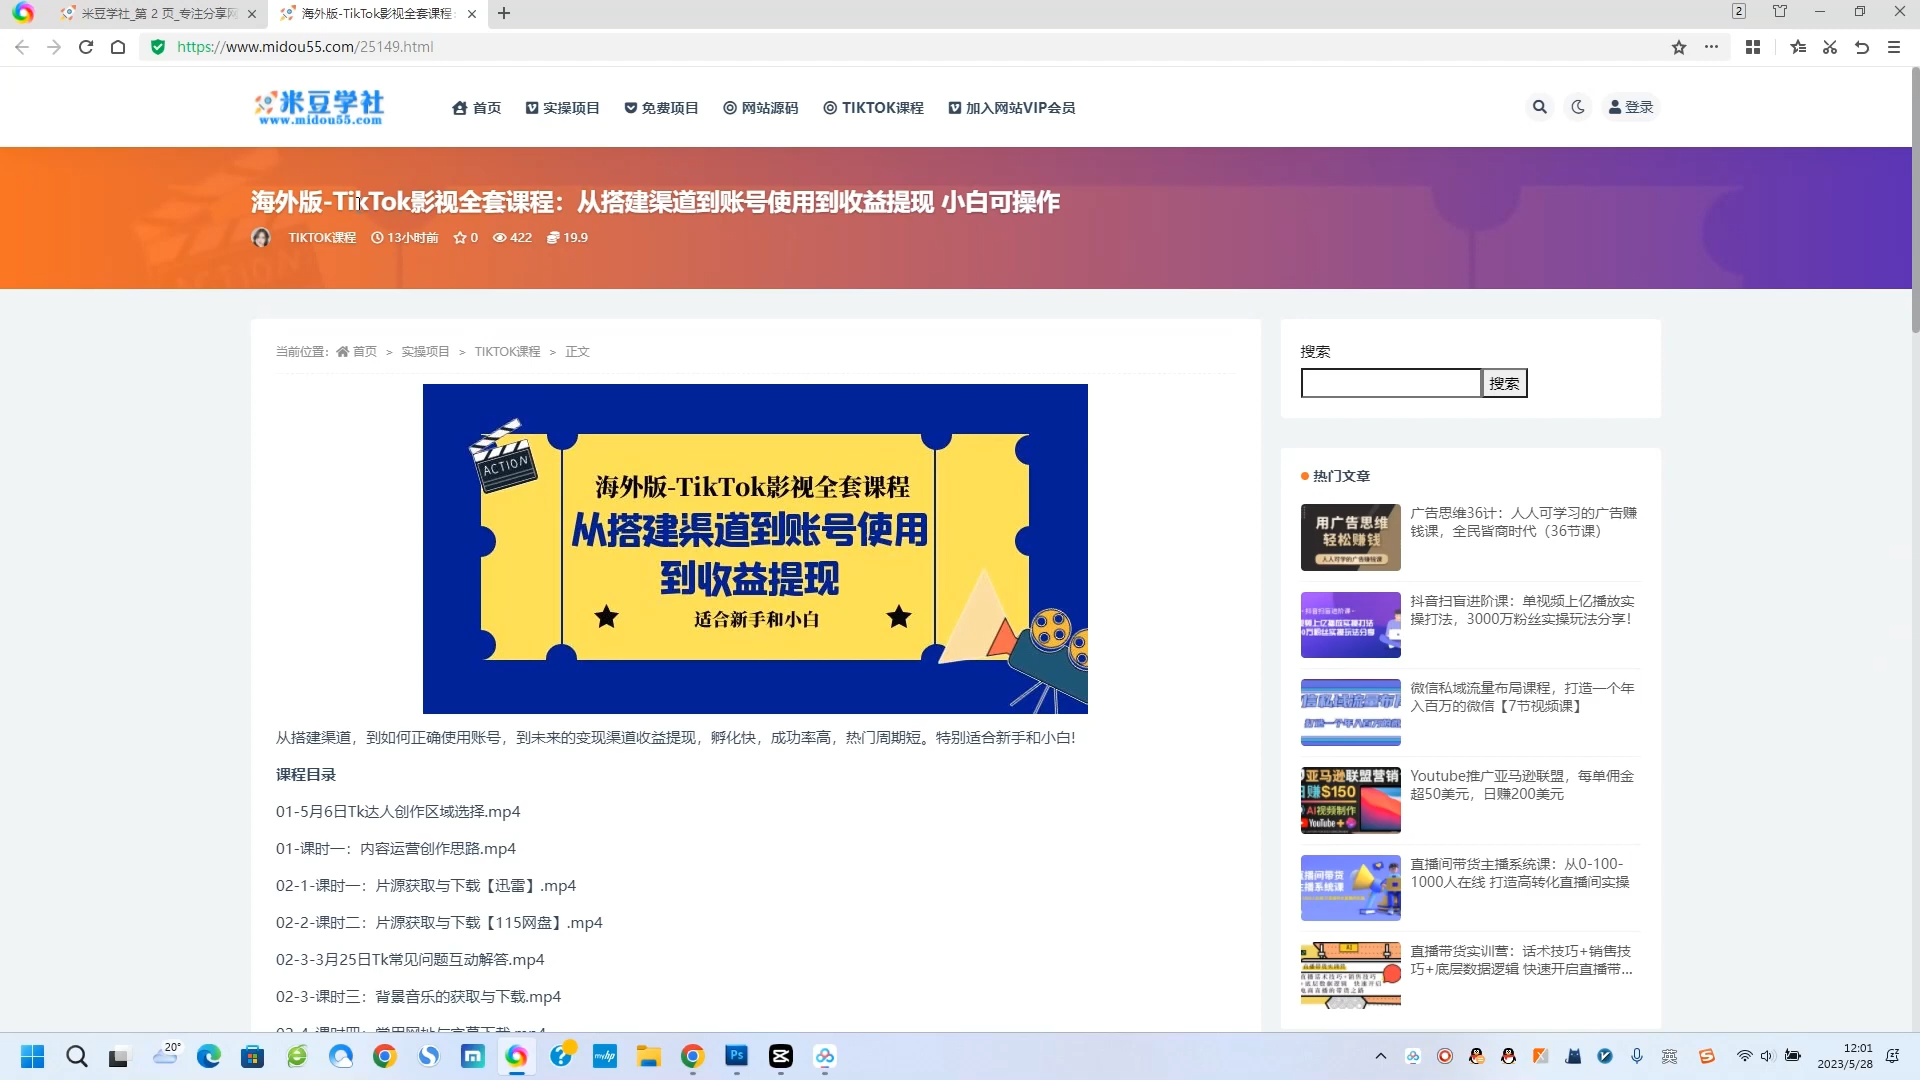 米豆学社_第 2 页_专注分享网
海外版-TikTok影视全套课程:
2
https://www.midou55.com/25149.html
米豆学社
www.midou55.com
首页
实操项目
免费项目
网站源码
TIKTOK课程
加入网站VIP会员
登录
海外版-TikTok影视全套课程：从搭建渠道到账号使用到收益提现 小白可操作
TIKTOK课程 13小时前 0 422 19.9
当前位置： 首页 > 实操项目 > TIKTOK课程 > 正文
ACTION
海外版-TikTok影视全套课程
从搭建渠道到账号使用
到收益提现
适合新手和小白
从搭建渠道，到如何正确使用账号，到未来的变现渠道收益提现，孵化快，成功率高，热门周期短。特别适合新手和小白!
课程目录
01-5月6日Tk达人创作区域选择.mp4
01-课时一：内容运营创作思路.mp4
02-1-课时一：片源获取与下载【迅雷】.mp4
02-2-课时二：片源获取与下载【115网盘】.mp4
02-3-3月25日Tk常见问题互动解答.mp4
02-3-课时三：背景音乐的获取与下载.mp4
搜索
搜索
热门文章
用广告思维
轻松赚钱
人人可学的广告赚钱课
广告思维36计：人人可学习的广告赚
钱课，全民皆商时代（36节课）
抖音扫盲进阶课：单视频上亿播放实
操打法，3000万粉丝实操玩法分享！
微信私域流量布局课程，打造一个年
入百万的微信【7节视频课】
亚马逊联盟营销
日赚$150
AI视频制作
YouTube+
Youtube推广亚马逊联盟，每单佣金
超50美元，日赚200美元
直播间带货
主播系统课
直播间带货主播系统课：从0-100-
1000人在线 打造高转化直播间实操
直播带货实训营：话术技巧+销售技
巧+底层数据逻辑 快速开启直播带...
20°
myhp
Ps
英
12:01
2023/5/28